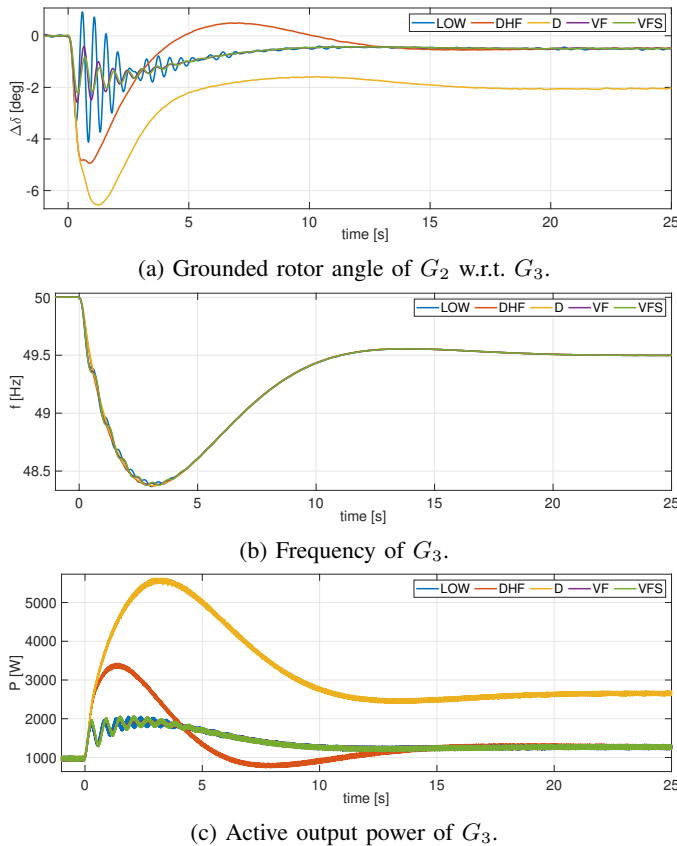 LOW DHF D VF VFS
0
-2
-4
-6
Δδ [deg]
0 5 10 15 20 25
time [s]
(a) Grounded rotor angle of G2 w.r.t. G3.
50
49.5
49
48.5
f [Hz]
LOW DHF D VF VFS
0 5 10 15 20 25
time [s]
(b) Frequency of G3.
LOW DHF D VF VFS
5000
4000
3000
2000
1000
P [W]
0 5 10 15 20 25
time [s]
(c) Active output power of G3.